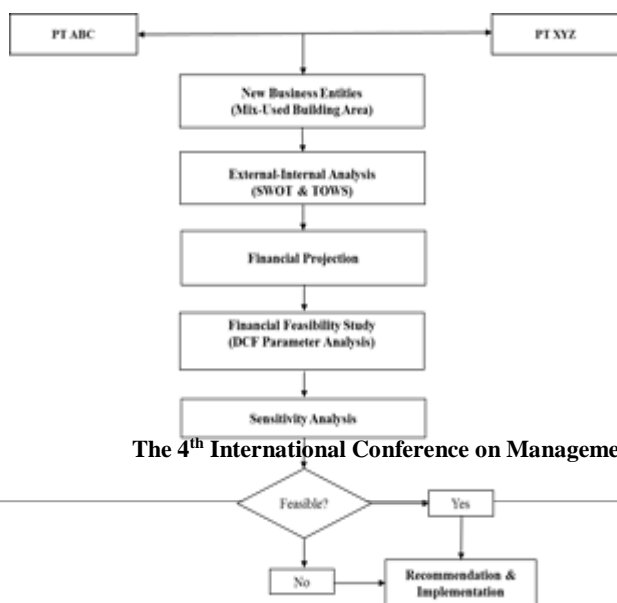 PT ABC
PT XYZ
New Business Entities
(Mix-Used Building Area)
External-Internal Analysis
(SWOT & TOWS)
Financial Projection
Financial Feasibility Study
(DCF Parameter Analysis)
Sensitivity Analysis
The 4th International Conference on Manageme
Feasible?
Yes
No
Recommendation &
Implementation